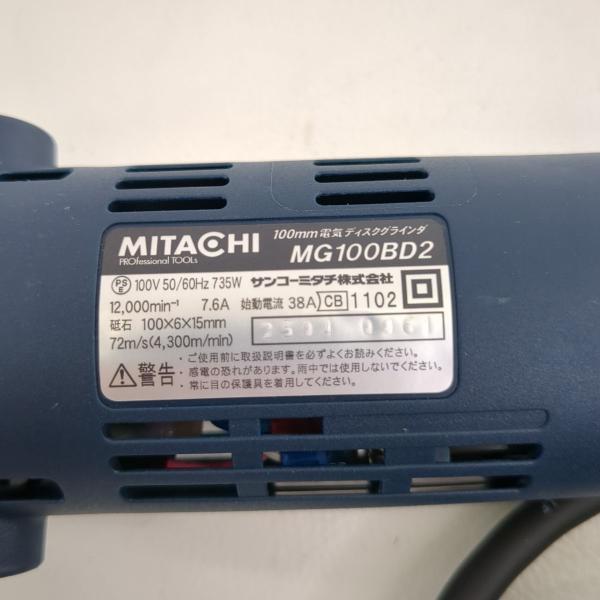 100mm電気ディスクグラインダ
MITACHI
PROfessional TOOLs
MG100BD2
PSE 100V 50/60Hz 735W サンコーミタチ株式会社
12,000min⁻¹ 7.6A 始動電流 38A CB 1102
砥石 100×6×15mm
72m/s(4,300m/min)
警告
・ご使用前に取扱説明書を必ずよくお読みください。
・感電の恐れがあります。雨中では使用しないでください。
・常に目の保護具を着用してください。